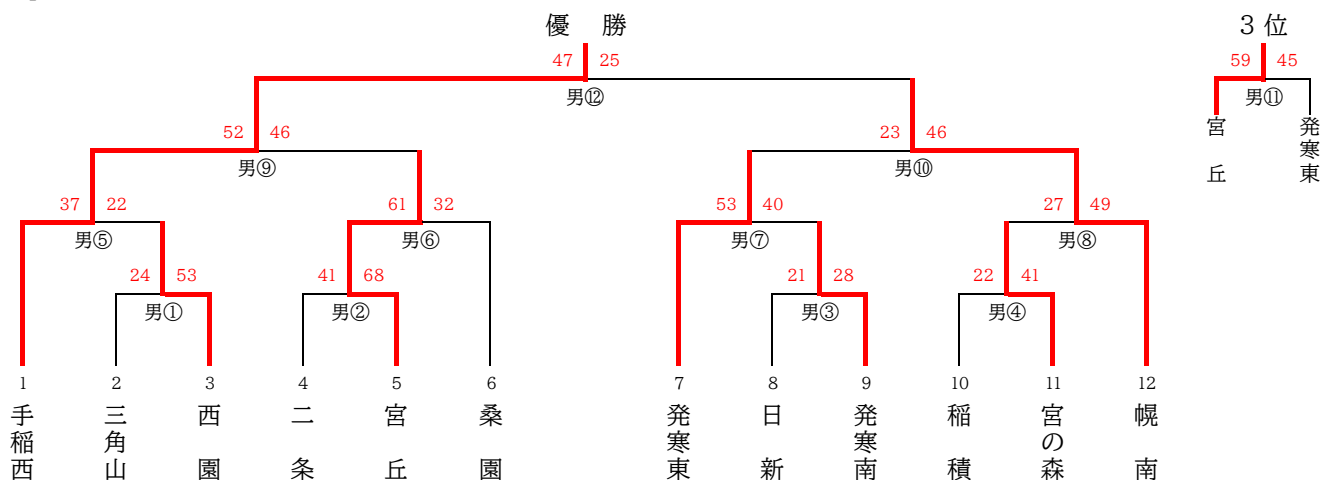 優 勝
3 位
47 25
59 45
男⑫
男⑪
宮丘
発寒東
52 46
23 46
男⑨
男⑩
37 22
61 32
53 40
27 49
男⑤
男⑥
男⑦
男⑧
24 53
41 68
21 28
22 41
男①
男②
男③
男④
1 2 3 4 5 6 7 8 9 10 11 12
手稲西
三角山
西園
二条
宮丘
桑園
発寒東
日新
発寒南
稲積
宮の森
幌南